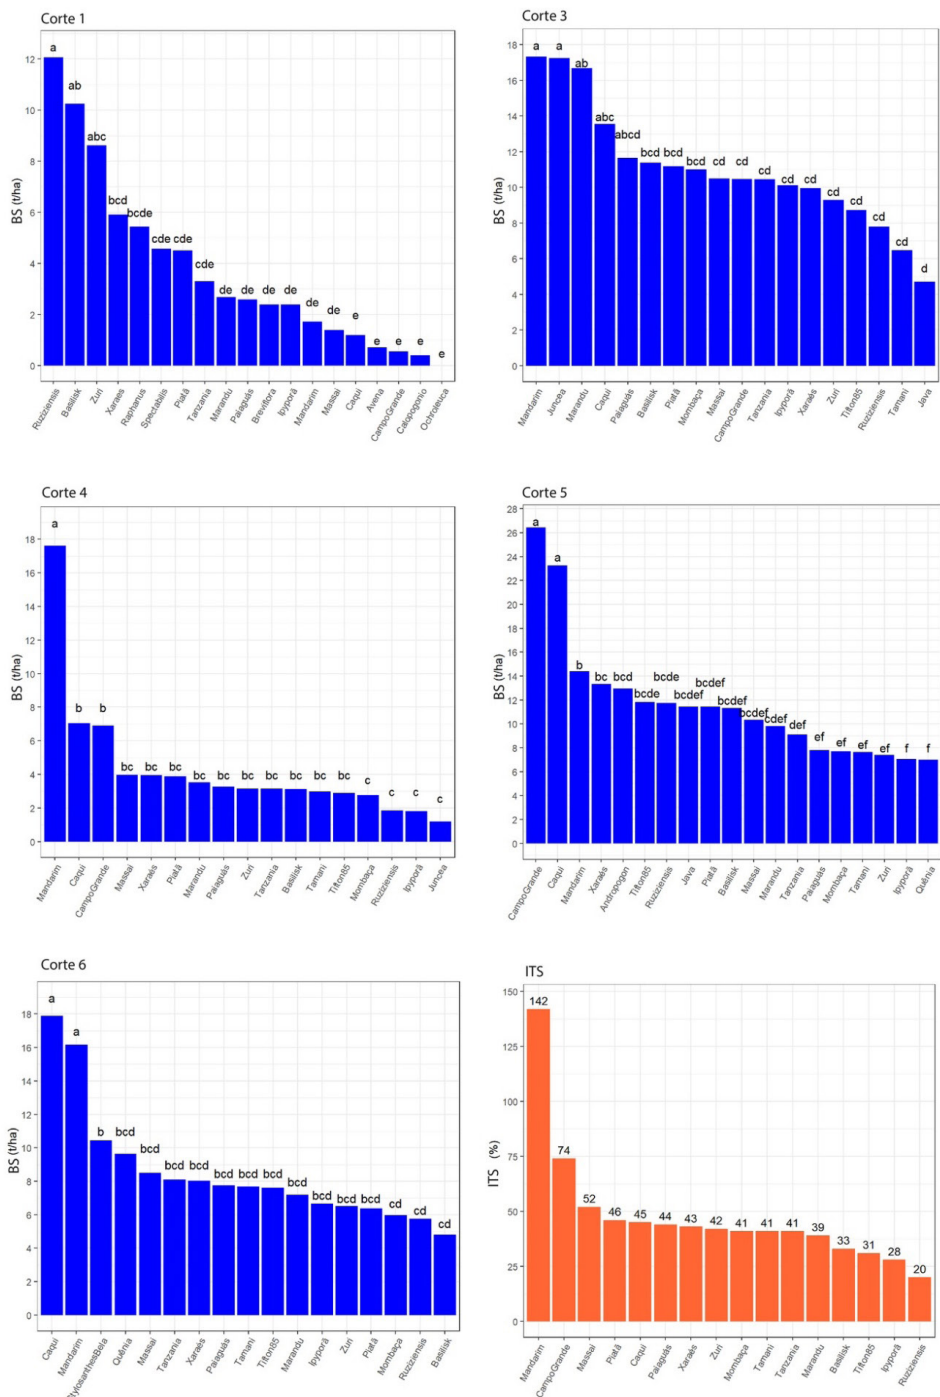 Corte 1
BS (t/ha)
12
10
8
6
4
2
0
a
ab
abc
bcd
bcde
cde
cde
cde
de
de
de
de
de
de
e
e
e
e
e
Ruziziensis
Basilisk
Zuri
Xaraes
Raphanus
Spectabilis
Piatã
Tanzania
Marandu
Paiaguás
Breviflora
Ipyporã
Mandarim
Massai
Caqui
Avena
CampoGrande
Calopogonio
Ochroleuca
Corte 3
BS (t/ha)
18
16
14
12
10
8
6
4
2
0
a
a
ab
abc
abcd
bcd
bcd
bcd
cd
cd
cd
cd
cd
cd
cd
cd
cd
d
Mandarim
Juncea
Marandu
Caqui
Paiaguás
Basilisk
Piatã
Mombaça
Massai
CampoGrande
Tanzania
Ipyporã
Xaraés
Zuri
Tifton85
Ruziziensis
Tamani
Java
Corte 4
BS (t/ha)
18
16
14
12
10
8
6
4
2
0
a
b
b
bc
bc
bc
bc
bc
bc
bc
bc
bc
bc
c
c
c
c
Mandarim
Caqui
CampoGrande
Massai
Xaraés
Piatã
Marandu
Paiaguás
Zuri
Tanzania
Basilisk
Tamani
Tifton85
Mombaça
Ruziziensis
Ipyporã
Juncea
Corte 5
BS (t/ha)
28
26
24
22
20
18
16
14
12
10
8
6
4
2
0
a
a
b
bc
bcd
bcde
bcde
bcdef
bcdef
bcdef
bcdef
cdef
def
ef
ef
ef
ef
f
f
CampoGrande
Caqui
Mandarim
Xaraés
Andropogon
Tifton85
Ruziziensis
Java
Piatã
Basilisk
Massai
Marandu
Tanzania
Paiaguás
Mombaça
Tamani
Zuri
Ipyporã
Quênia
Corte 6
BS (t/ha)
18
16
14
12
10
8
6
4
2
0
a
a
b
bcd
bcd
bcd
bcd
bcd
bcd
bcd
bcd
bcd
bcd
bcd
cd
cd
cd
Caqui
Mandarim
StylosanthesBela
Quênia
Massai
Tanzania
Xaraés
Paiaguás
Tamani
Tifton85
Marandu
Ipyporã
Zuri
Piatã
Mombaça
Ruziziensis
Basilisk
ITS
ITS (%)
150
125
100
75
50
25
0
142
74
52
46
45
44
43
42
41
41
41
39
33
31
28
20
Mandarim
CampoGrande
Massai
Piatã
Caqui
Paiaguás
Xaraés
Zuri
Mombaça
Tamani
Tanzania
Marandu
Basilisk
Tifton85
Ipyporã
Ruziziensis